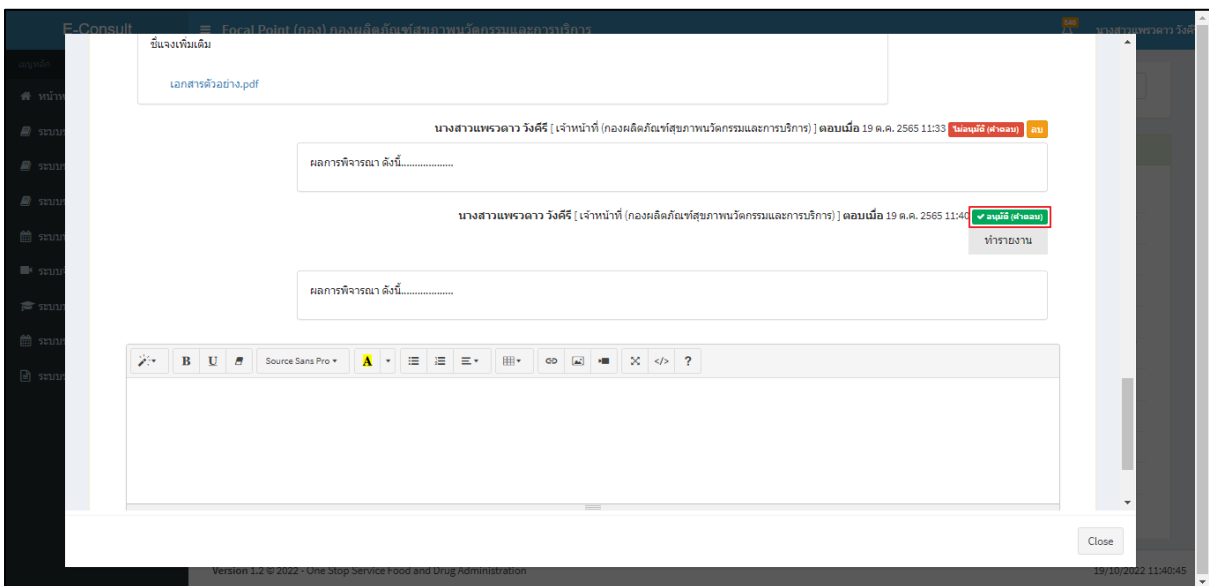 E-Consult
Focal Point (กอง) กองผลิตภัณฑ์สุขภาพนวัตกรรมและการบริการ
นางสาวแพรวดาว วังคีรี
ชี้แจงเพิ่มเติม
เมนูหลัก
เอกสารตัวอย่าง.pdf
นางสาวแพรวดาว วังคีรี [ เจ้าหน้าที่ (กองผลิตภัณฑ์สุขภาพนวัตกรรมและการบริการ) ] ตอบเมื่อ 19 ต.ค. 2565 11:33 ไม่อนุมัติ (คำตอบ) ลบ
ผลการพิจารณา ดังนี้...................
นางสาวแพรวดาว วังคีรี [ เจ้าหน้าที่ (กองผลิตภัณฑ์สุขภาพนวัตกรรมและการบริการ) ] ตอบเมื่อ 19 ต.ค. 2565 11:40 อนุมัติ (คำตอบ)
ทำรายงาน
ผลการพิจารณา ดังนี้...................
B U Source Sans Pro A </> ?
Close
Version 1.2 © 2022 - One Stop Service Food and Drug Administration
19/10/2022 11:40:45